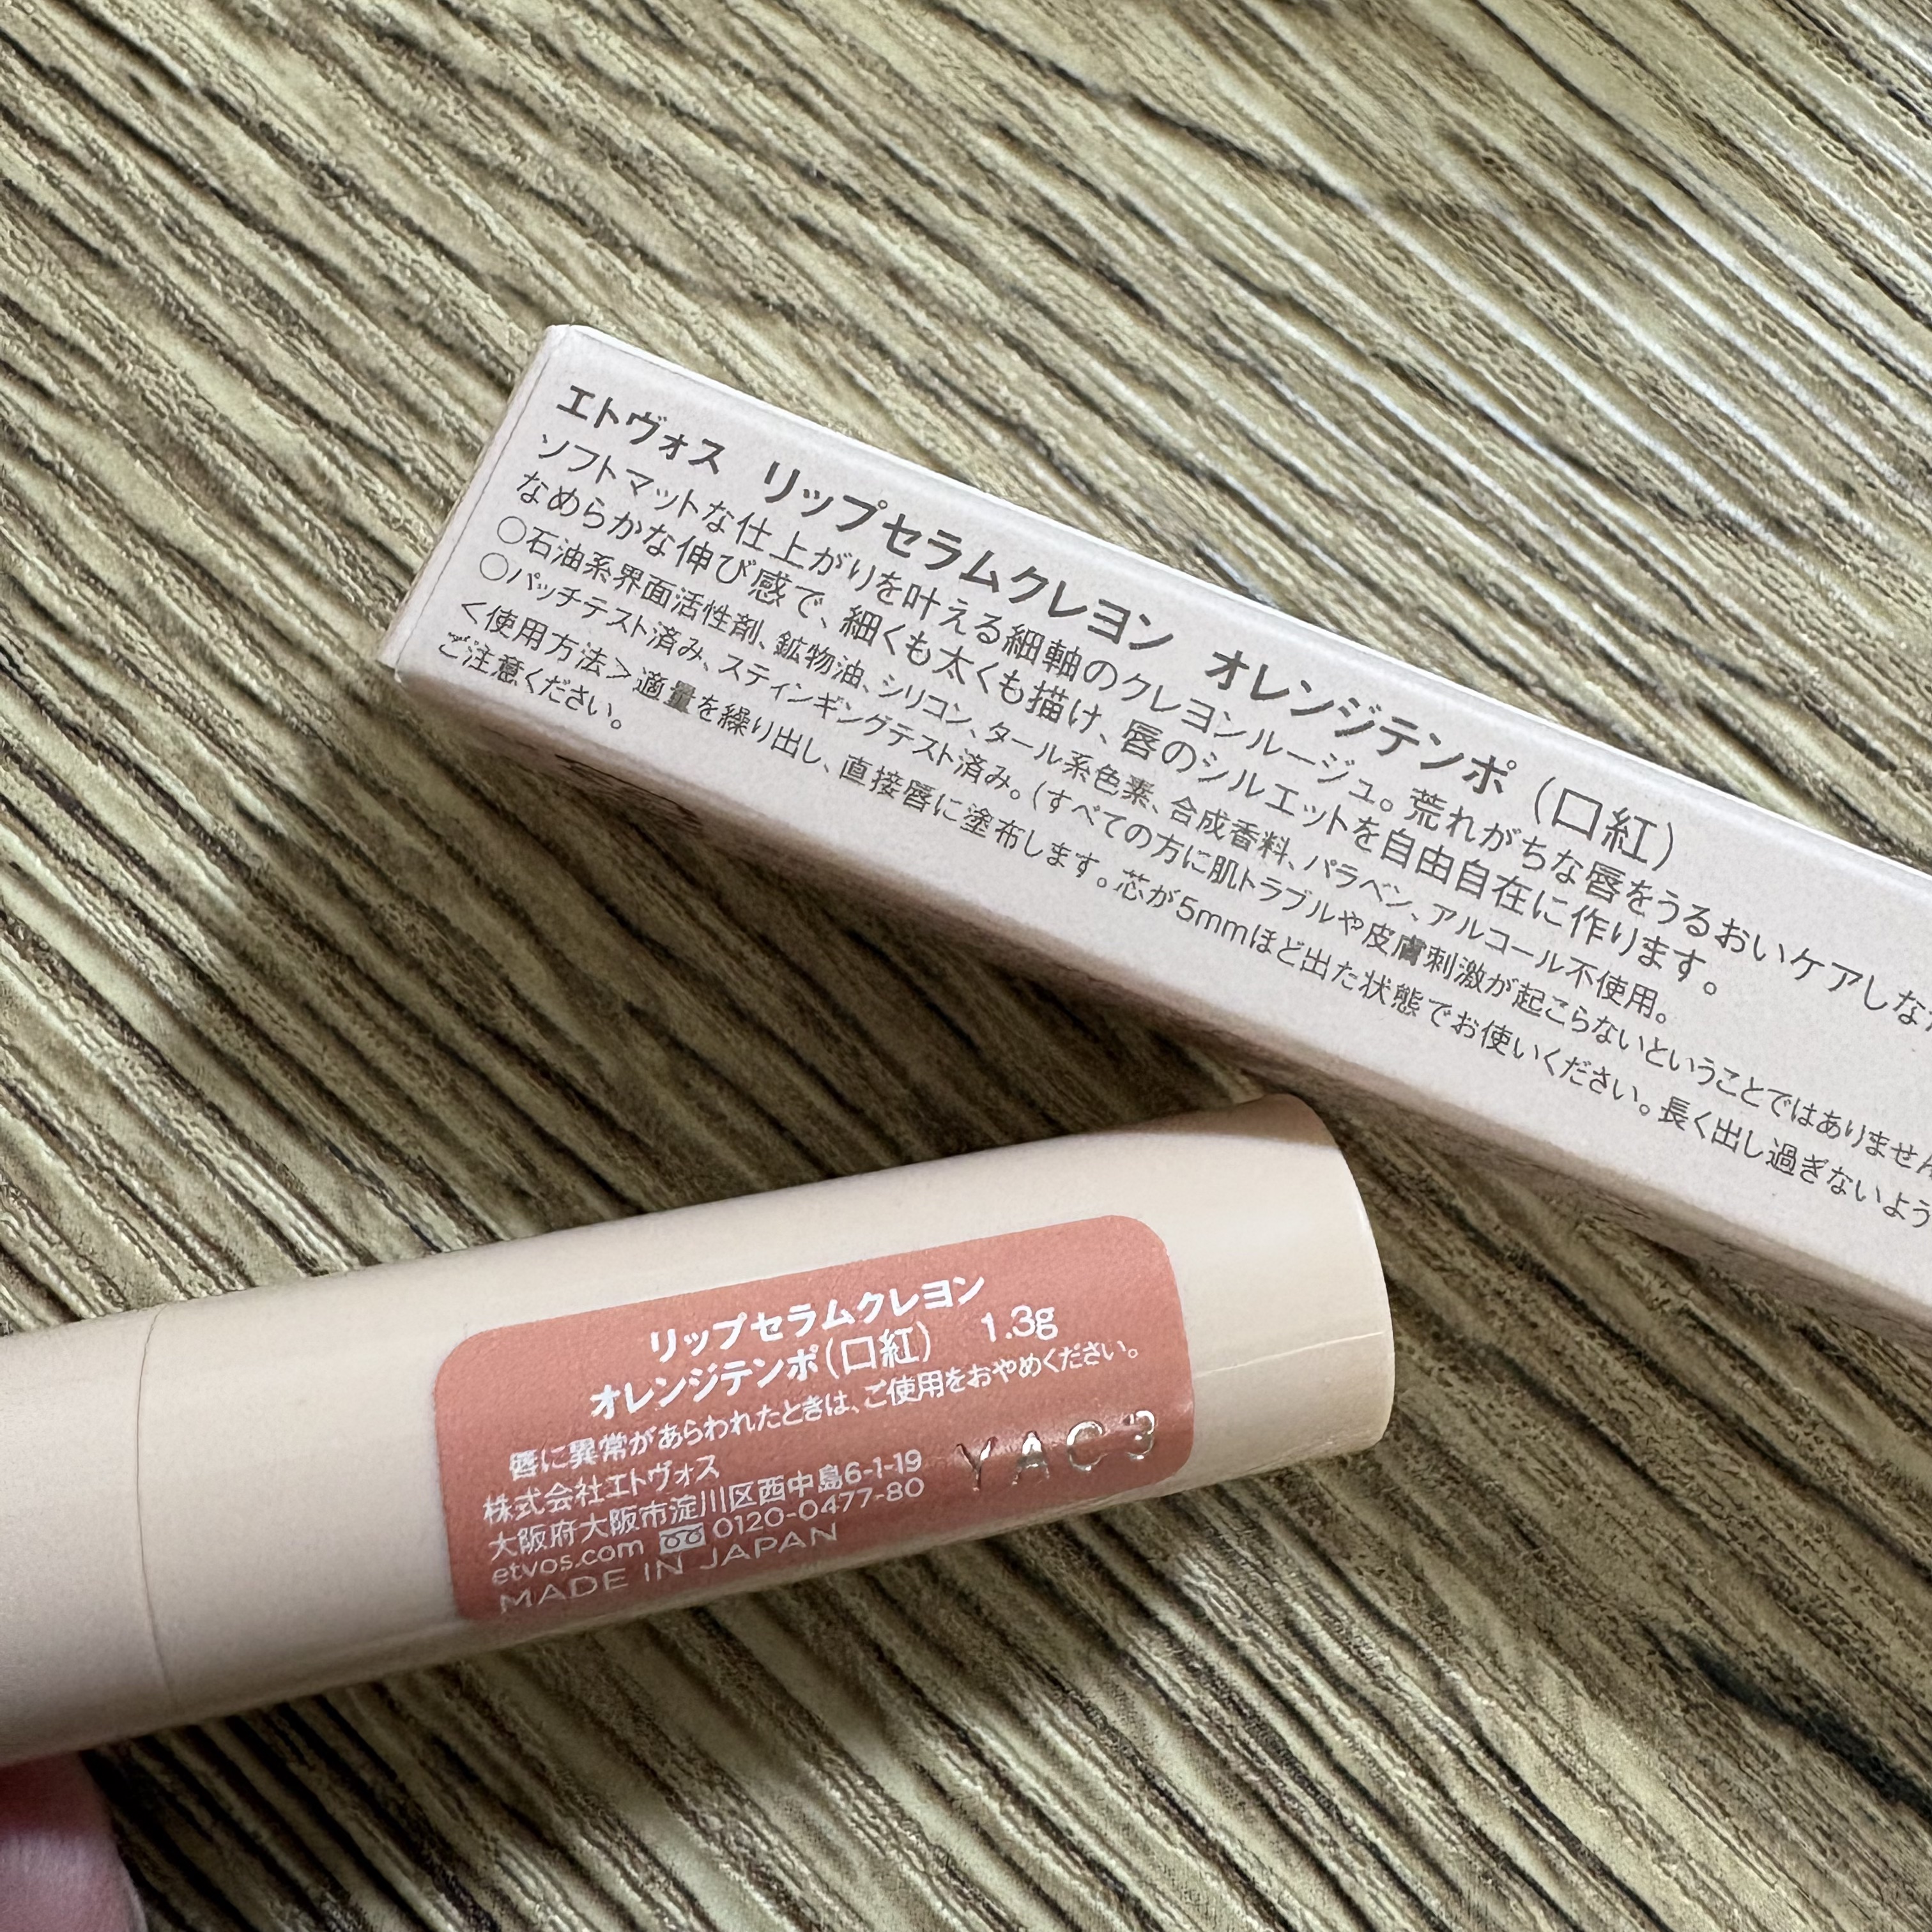 エトヴォス リップセラムクレヨン オレンジテンポ（口紅）
ソフトマットな仕上がりを叶える細軸のクレヨンルージュ。荒れがちな唇をうるおいケアしな
なめらかな伸び感で、細くも太くも描け、唇のシルエットを自由自在に作ります。
○石油系界面活性剤、鉱物油、シリコン、タール系色素、合成香料、パラベン、アルコール不使用。
○パッチテスト済み、スティンギングテスト済み。（すべての方に肌トラブルや皮膚刺激が起こらないということではありません
＜使用方法＞適量を繰り出し、直接唇に塗布します。芯が5mmほど出た状態でお使いください。長く出し過ぎないよう
ご注意ください。
リップセラムクレヨン
オレンジテンポ（口紅） 1.3g
唇に異常があらわれたときは、ご使用をおやめください。
株式会社エトヴォス
大阪府大阪市淀川区西中島6-1-19
etvos.com 0120-0477-80
MADE IN JAPAN
YAC3